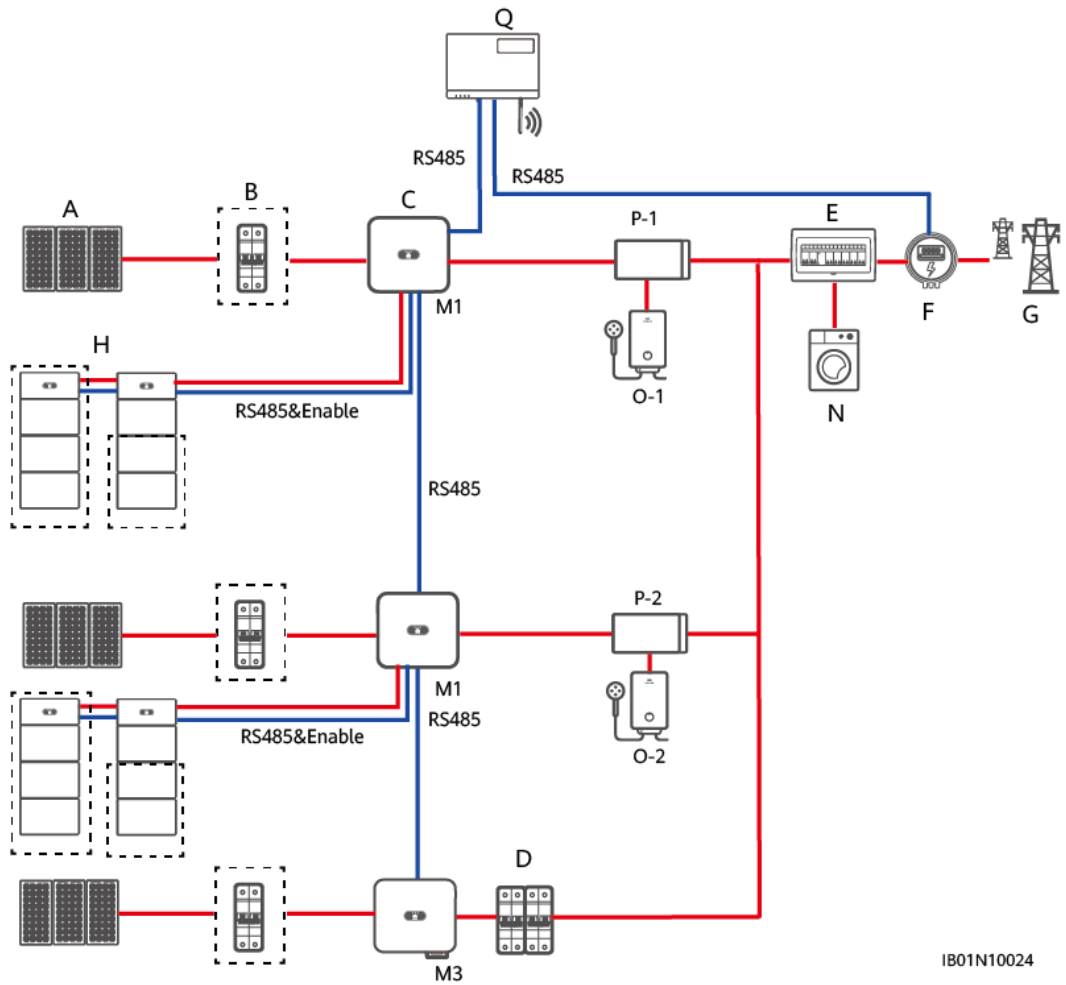 Q
RS485
RS485
A
B
C
P-1
E
M1
F
G
H
O-1
N
RS485&Enable
RS485
P-2
M1
RS485
RS485&Enable
O-2
D
M3
IB01N10024